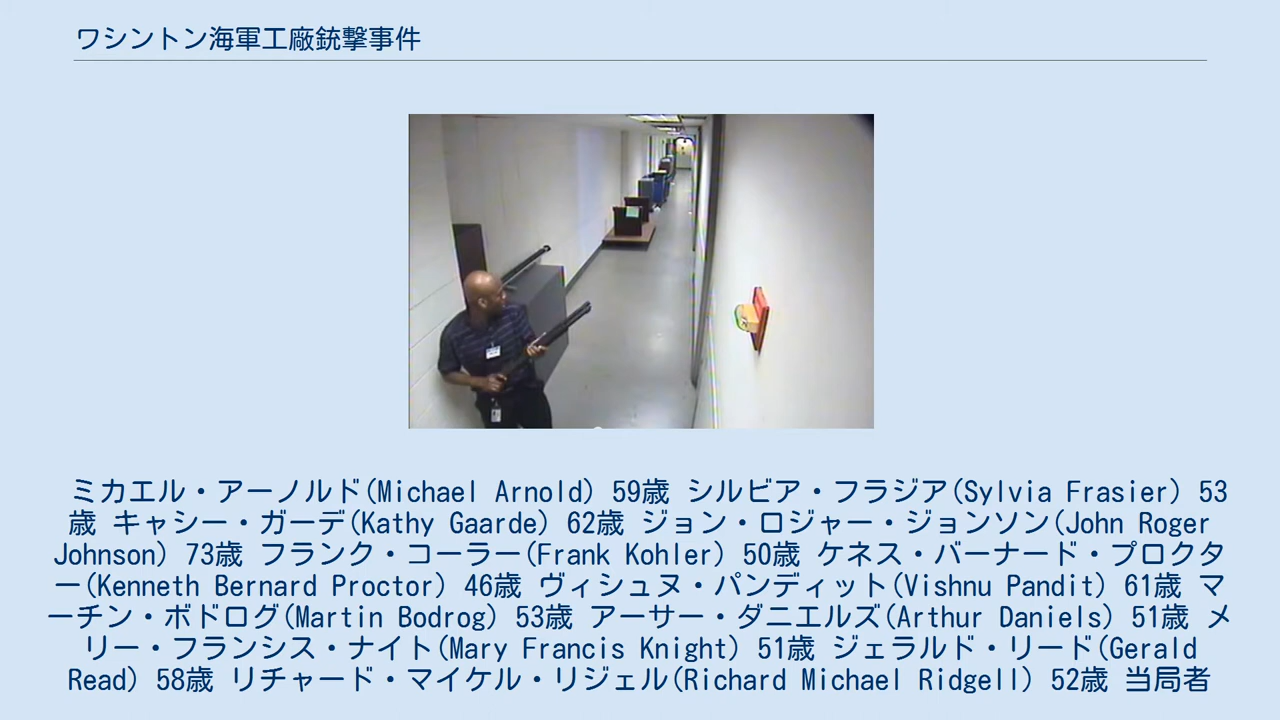 ワシントン海軍工廠銃撃事件
ミカエル・アーノルド(Michael Arnold) 59歳 シルビア・フラジア(Sylvia Frasier) 53
歳 キャシー・ガーデ(Kathy Gaarde) 62歳 ジョン・ロジャー・ジョンソン(John Roger
Johnson) 73歳 フランク・コーラー(Frank Kohler) 50歳 ケネス・バーナード・プロクタ
ー(Kenneth Bernard Proctor) 46歳 ヴィシュヌ・パンディット(Vishnu Pandit) 61歳 マ
ーチン・ボドログ(Martin Bodrog) 53歳 アーサー・ダニエルズ(Arthur Daniels) 51歳 メ
リー・フランシス・ナイト(Mary Francis Knight) 51歳 ジェラルド・リード(Gerald
Read) 58歳 リチャード・マイケル・リジェル(Richard Michael Ridgell) 52歳 当局者